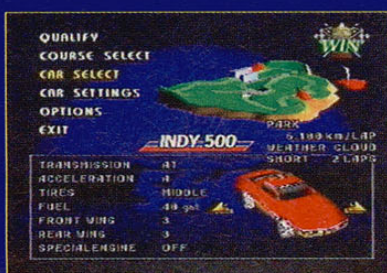 QUALIFY
COURSE SELECT
CAR SELECT
CAR SETTINGS
OPTIONS
EXIT
WIN
PARK
6.100 km/LAP
WEATHER CLOUD
SHORT 2 LAPS
INDY 500
TRANSMISSION AT
ACCELERATION A
TIRES MIDDLE
FUEL 40 gal
FRONT WING 3
REAR WING 3
SPECIALENGINE OFF